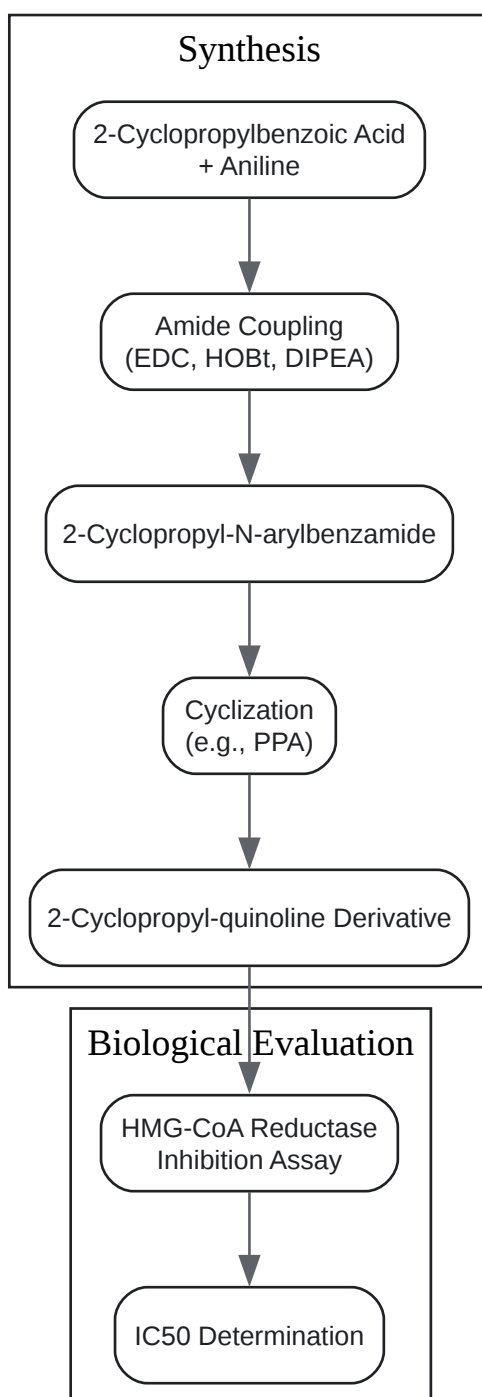 Synthesis
2-Cyclopropylbenzoic Acid
+ Aniline
Amide Coupling
(EDC, HOBt, DIPEA)
2-Cyclopropyl-N-arylbenzamide
Cyclization
(e.g., PPA)
2-Cyclopropyl-quinoline Derivative
Biological Evaluation
HMG-CoA Reductase
Inhibition Assay
IC50 Determination